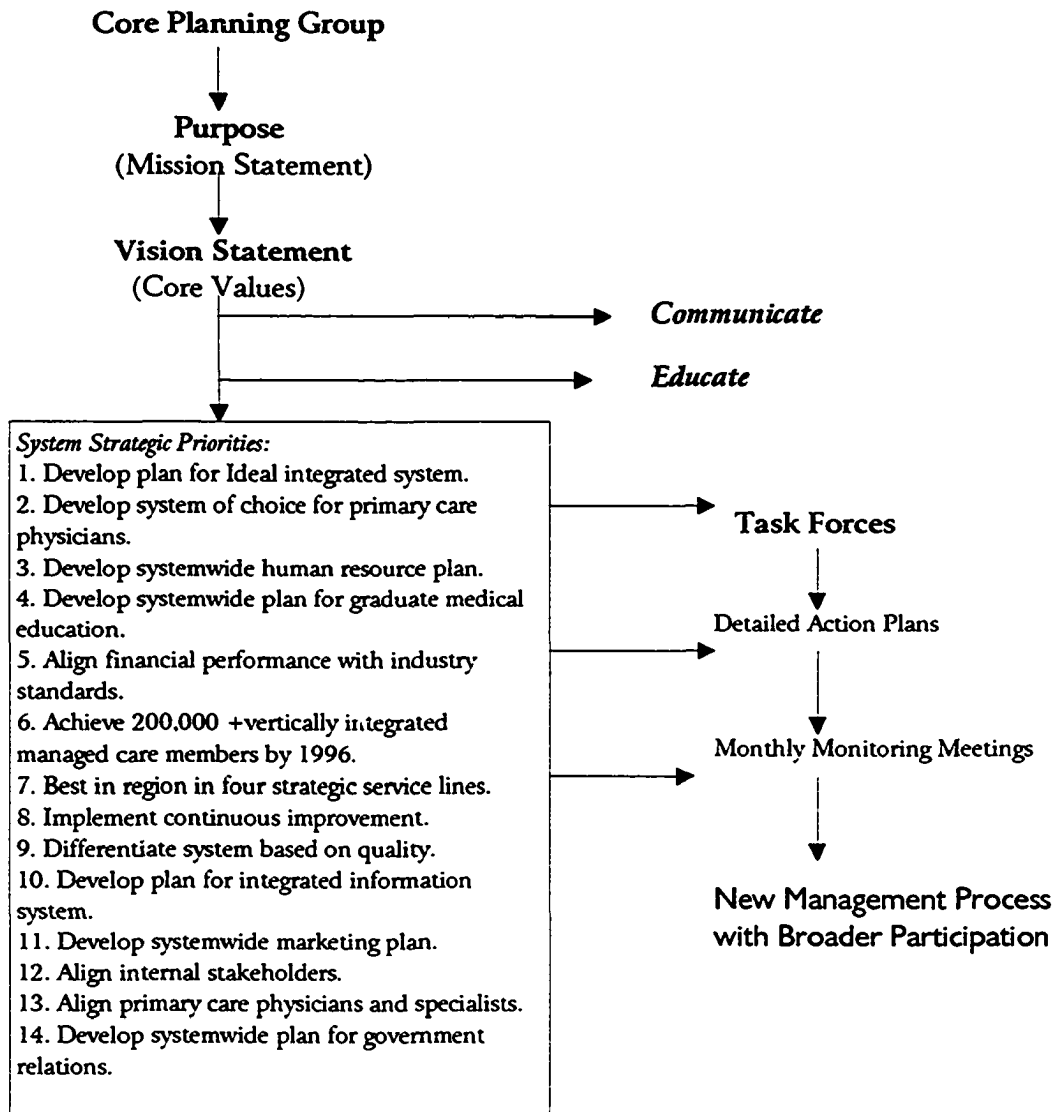 Core Planning Group
Purpose
(Mission Statement)
Vision Statement
(Core Values)
Communicate
Educate
System Strategic Priorities:
1. Develop plan for Ideal integrated system.
2. Develop system of choice for primary care
physicians.
3. Develop systemwide human resource plan.
4. Develop systemwide plan for graduate medical
education.
5. Align financial performance with industry
standards.
6. Achieve 200,000 +vertically integrated
managed care members by 1996.
7. Best in region in four strategic service lines.
8. Implement continuous improvement.
9. Differentiate system based on quality.
10. Develop plan for integrated information
system.
11. Develop systemwide marketing plan.
12. Align internal stakeholders.
13. Align primary care physicians and specialists.
14. Develop systemwide plan for government
relations.
Task Forces
Detailed Action Plans
Monthly Monitoring Meetings
New Management Process
with Broader Participation